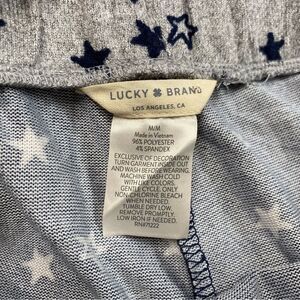 LUCKY BRAND
LOS ANGELES, CA
M/M
Made in Vietnam
96% POLYESTER
4% SPANDEX
EXCLUSIVE OF DECORATION
TURN GARMENT INSIDE OUT
AND WASH BEFORE WEARING.
MACHINE WASH COLD
WITH LIKE COLORS.
GENTLE CYCLE. ONLY
NON-CHLORINE BLEACH
WHEN NEEDED.
TUMBLE DRY LOW.
REMOVE PROMPTLY.
LOW IRON IF NEEDED.
RN#71222